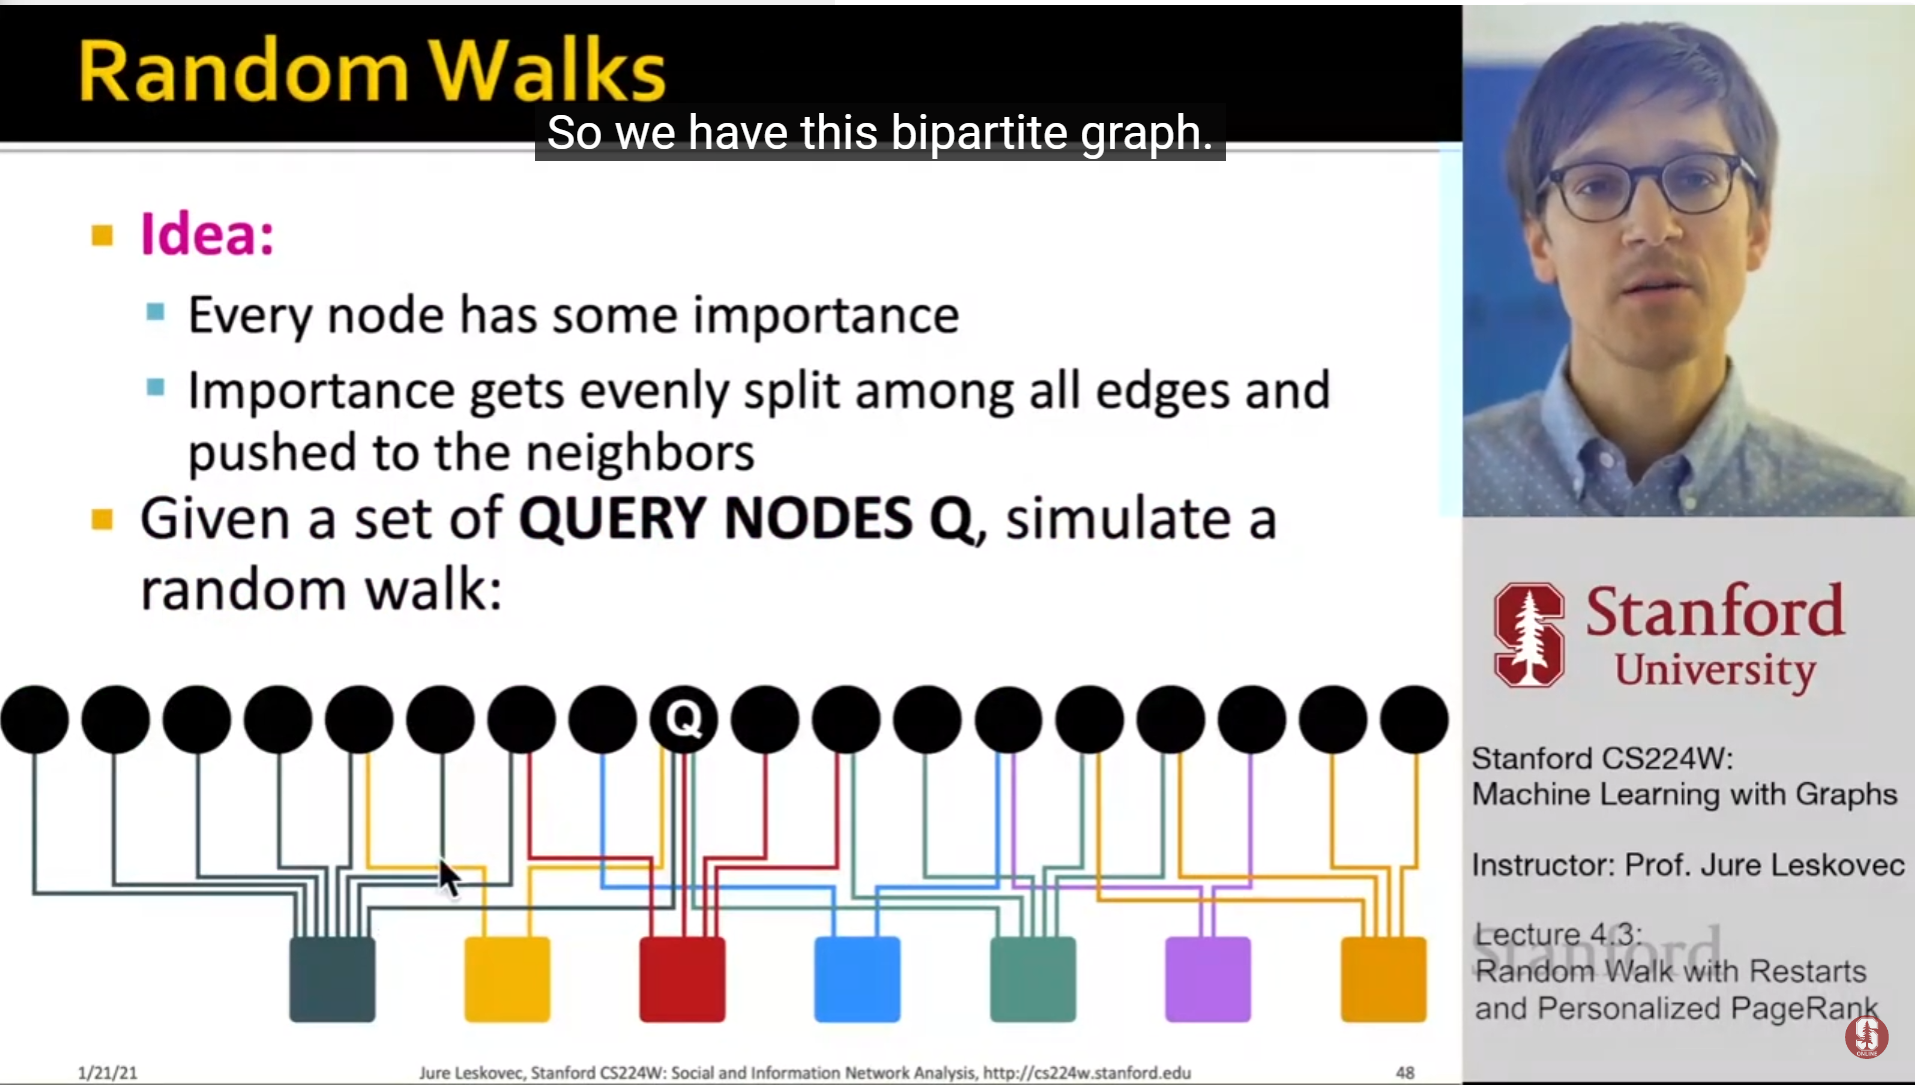 Random Walks
So we have this bipartite graph.
Idea:
Every node has some importance
Importance gets evenly split among all edges and
pushed to the neighbors
Given a set of QUERY NODES Q, simulate a
random walk:
Q
1/21/21
Jure Leskovec, Stanford CS224W: Social and Information Network Analysis, http://cs224w.stanford.edu
48
Stanford
University
Stanford CS224W:
Machine Learning with Graphs
Instructor: Prof. Jure Leskovec
Stanford
Lecture 4.3:
Random Walk with Restarts
and Personalized PageRank
S
ONLINE